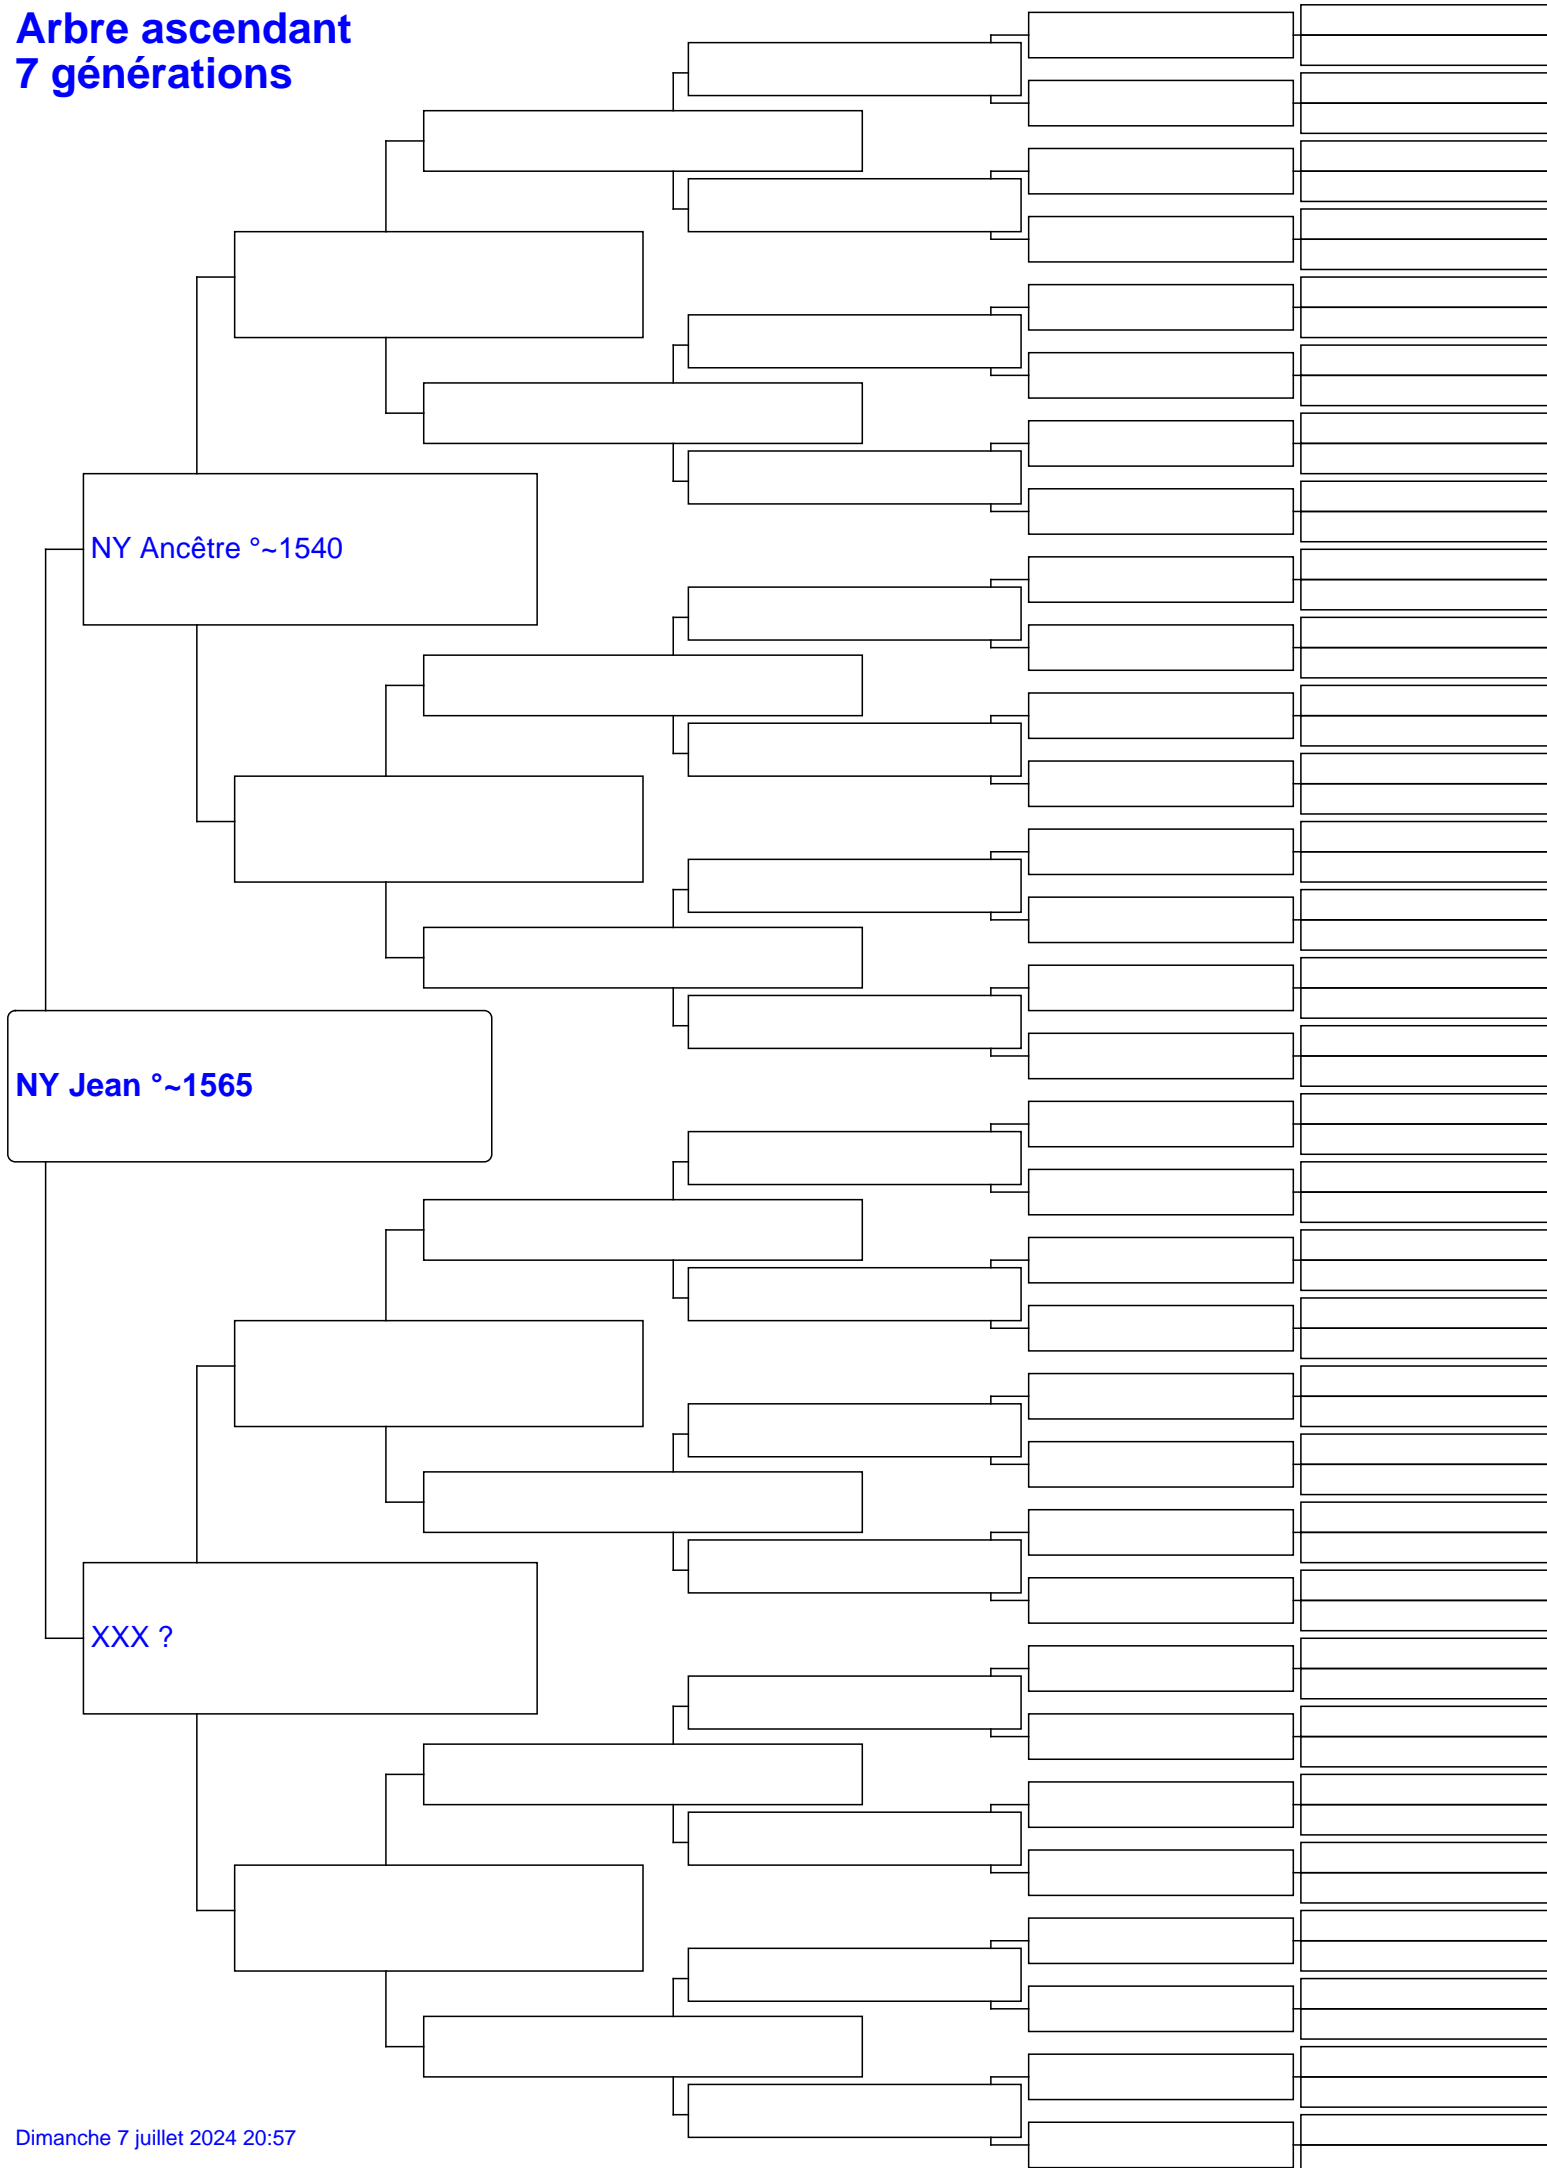 Arbre ascendant
7 générations
NY Ancêtre °~1540
NY Jean °~1565
XXX ?
Dimanche 7 juillet 2024 20:57